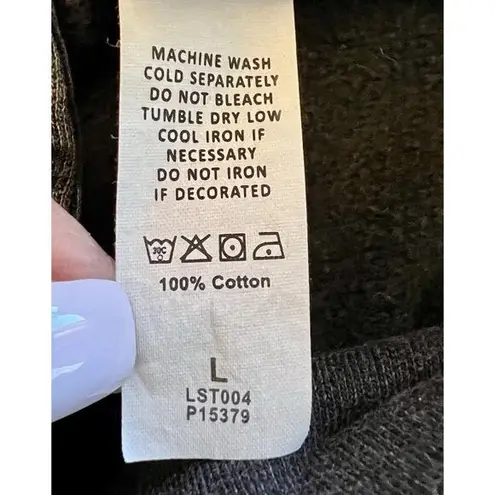 MACHINE WASH
COLD SEPARATELY
DO NOT BLEACH
TUMBLE DRY LOW
COOL IRON IF
NECESSARY
DO NOT IRON
IF DECORATED
30C
100% Cotton
L
LST004
P15379